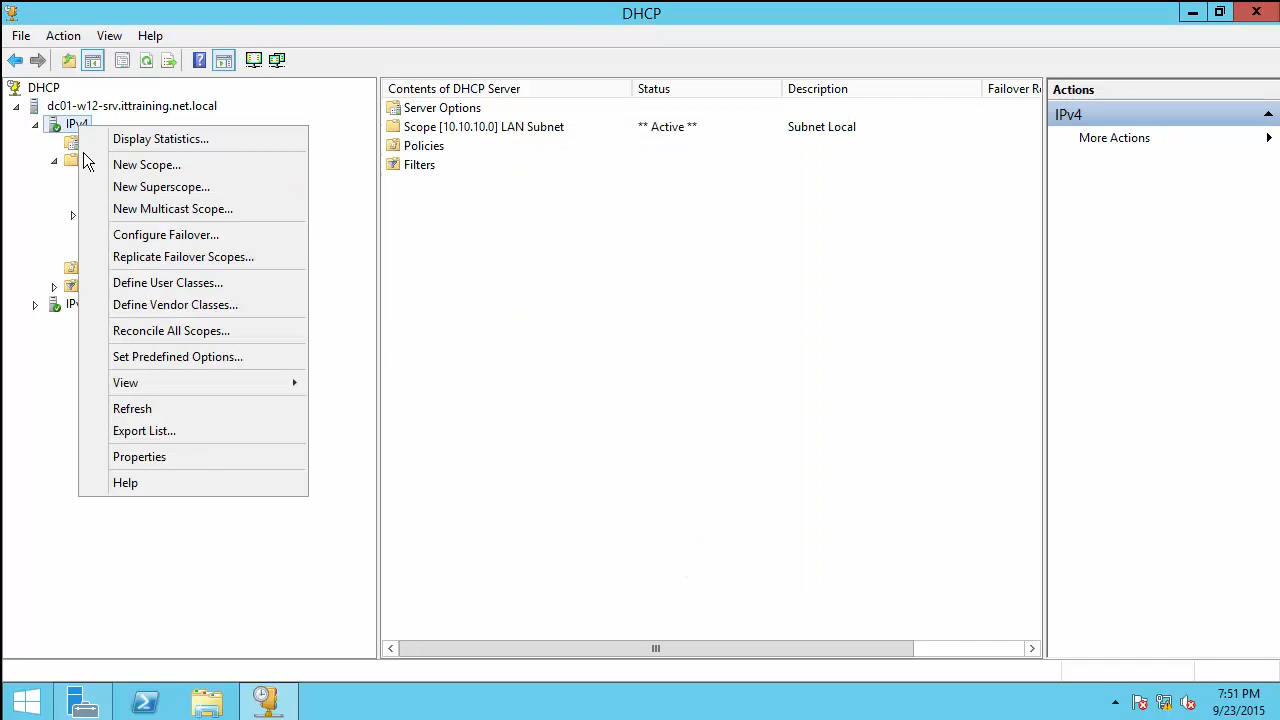 DHCP
File Action View Help
DHCP
dc01-w12-srv.ittraining.net.local
IPv4
Display Statistics...
New Scope...
New Superscope...
New Multicast Scope...
Configure Failover...
Replicate Failover Scopes...
Define User Classes...
Define Vendor Classes...
Reconcile All Scopes...
Set Predefined Options...
View
Refresh
Export List...
Properties
Help
Contents of DHCP Server Status Description Failover Re
Server Options
Scope [10.10.10.0] LAN Subnet ** Active ** Subnet Local
Policies
Filters
Actions
IPv4
More Actions
7:51 PM
9/23/2015